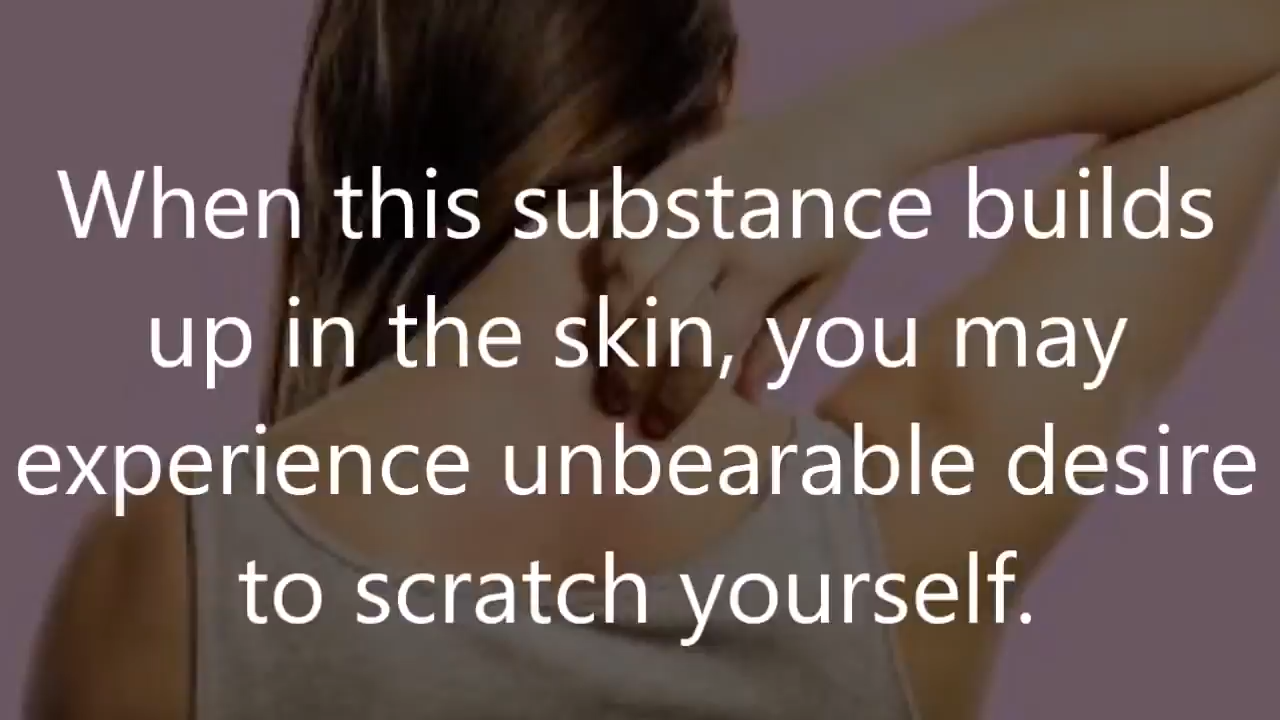 When this substance builds
up in the skin, you may
experience unbearable desire
to scratch yourself.